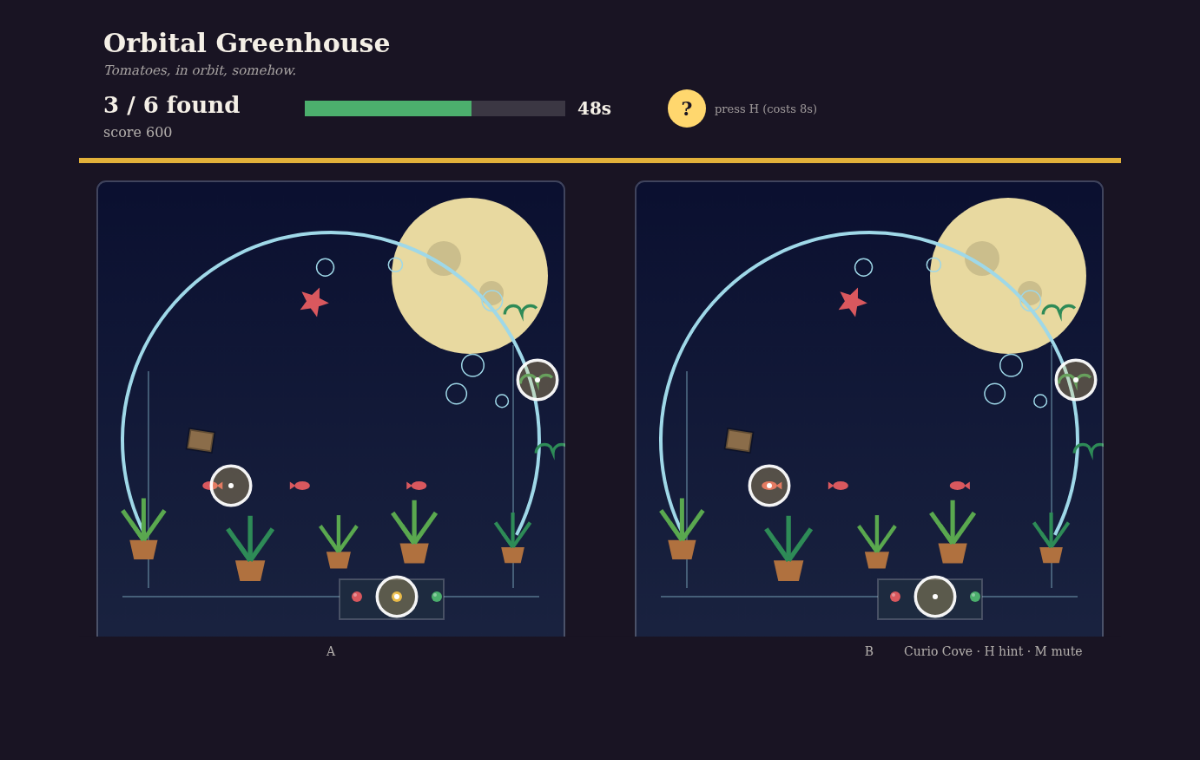 Orbital Greenhouse
Tomatoes, in orbit, somehow.
3 / 6 found
48s
?
press H (costs 8s)
score 600
A
B
Curio Cove · H hint · M mute